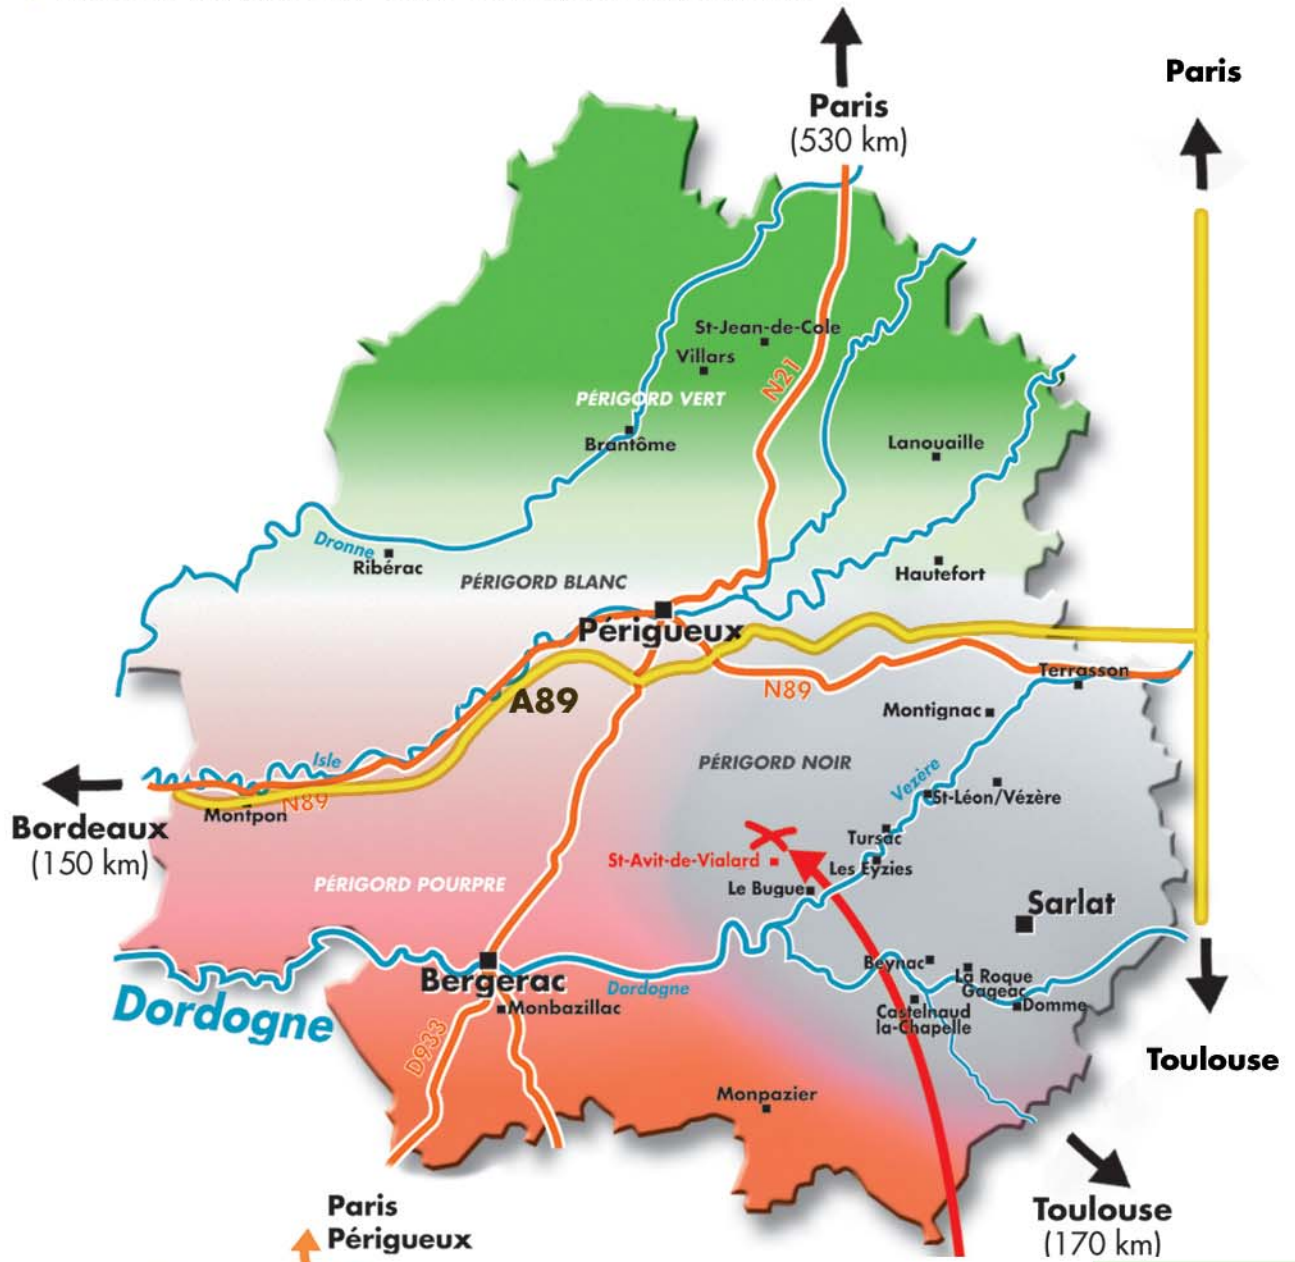 Paris
Paris
(530 km)
St-Jean-de-Cole
Villars
N21
PÉRIGORD VERT
Brantôme
Lanouaille
Dronne
Ribérac
PÉRIGORD BLANC
Hautefort
Périgueux
Terrasson
N89
A89
Montignac
PÉRIGORD NOIR
Isle
Vezère
St-Léon/Vézère
N89
Montpon
Bordeaux
(150 km)
Tursac
St-Avit-de-Vialard
Les Eyzies
PÉRIGORD POURPRE
Le Bugue
Sarlat
Beynac
La Roque
Gageac
Bergerac
Dordogne
Domme
Castelnaud
la-Chapelle
Monbazillac
Dordogne
D933
Toulouse
Monpazier
Paris
Périgueux
Toulouse
(170 km)